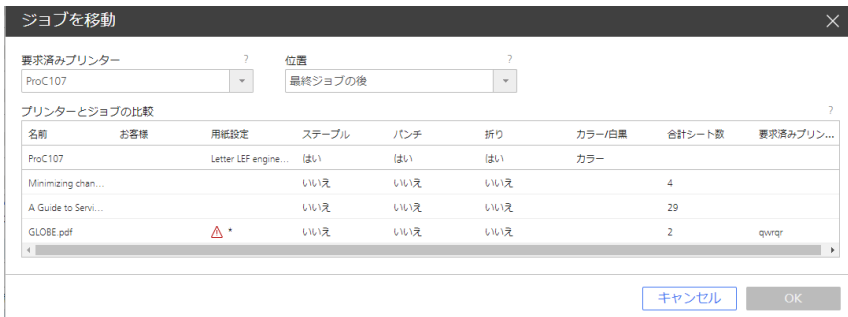 ジョブを移動
要求済みプリンター ? 位置 ?
ProC107 最終ジョブの後
プリンターとジョブの比較 ?
名前 お客様 用紙設定 ステープル パンチ 折り カラー/白黒 合計シート数 要求済みプリン...
ProC107 Letter LEF engine... はい はい はい カラー
Minimizing chan... いいえ いいえ いいえ 4
A Guide to Servi... いいえ いいえ いいえ 29
GLOBE.pdf * いいえ いいえ いいえ 2 qwrqr
キャンセル OK